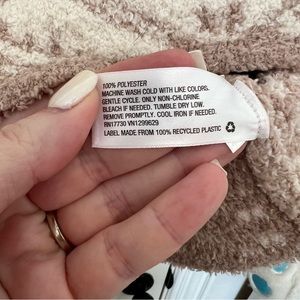 100% POLYESTER
MACHINE WASH COLD WITH LIKE COLORS.
GENTLE CYCLE. ONLY NON-CHLORINE
BLEACH IF NEEDED. TUMBLE DRY LOW.
REMOVE PROMPTLY. COOL IRON IF NEEDED.
RN17730 VN1299629
LABEL MADE FROM 100% RECYCLED PLASTIC